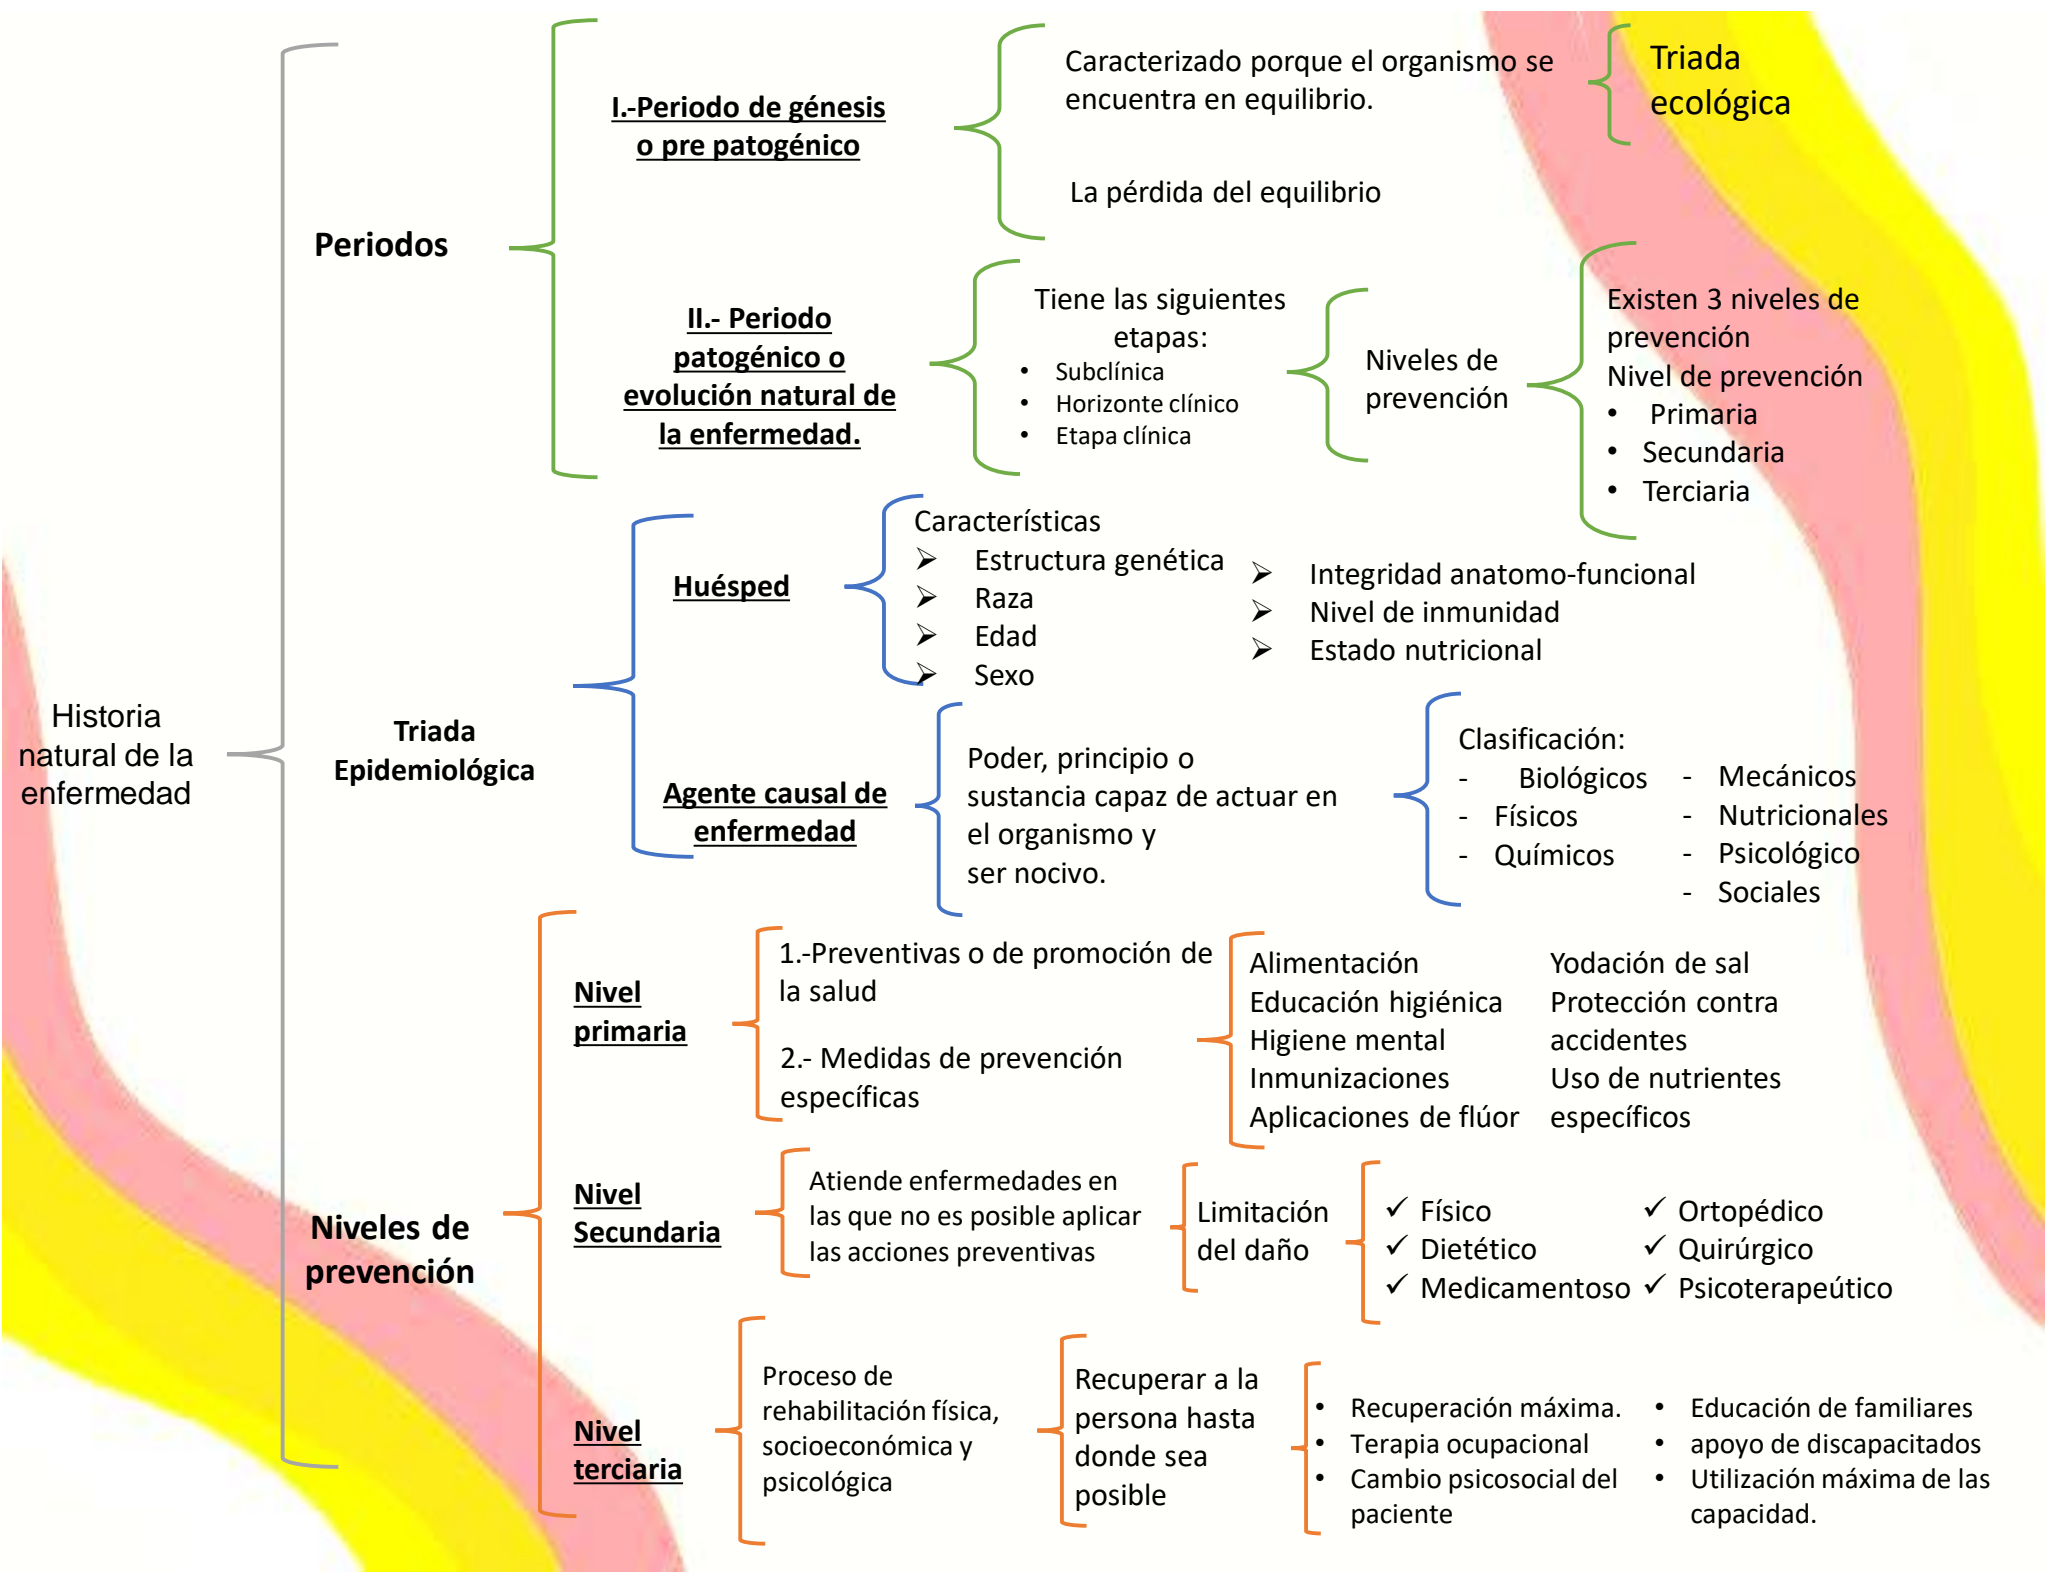 Historia
natural de la
enfermedad
Periodos
I.-Periodo de génesis
o pre patogénico
Caracterizado porque el organismo se
encuentra en equilibrio.
Triada
ecológica
La pérdida del equilibrio
II.- Periodo
patogénico o
evolución natural de
la enfermedad.
Tiene las siguientes
etapas:
• Subclínica
• Horizonte clínico
• Etapa clínica
Niveles de
prevención
Existen 3 niveles de
prevención
Nivel de prevención
• Primaria
• Secundaria
• Terciaria
Triada
Epidemiológica
Huésped
Características
➢ Estructura genética
➢ Raza
➢ Edad
➢ Sexo
➢ Integridad anatomo-funcional
➢ Nivel de inmunidad
➢ Estado nutricional
Agente causal de
enfermedad
Poder, principio o
sustancia capaz de actuar en
el organismo y
ser nocivo.
Clasificación:
- Biológicos
- Físicos
- Químicos
- Mecánicos
- Nutricionales
- Psicológico
- Sociales
Niveles de
prevención
Nivel
primaria
1.-Preventivas o de promoción de
la salud
2.- Medidas de prevención
específicas
Alimentación
Educación higiénica
Higiene mental
Inmunizaciones
Aplicaciones de flúor
Yodación de sal
Protección contra
accidentes
Uso de nutrientes
específicos
Nivel
Secundaria
Atiende enfermedades en
las que no es posible aplicar
las acciones preventivas
Limitación
del daño
✓ Físico
✓ Dietético
✓ Medicamentoso
✓ Ortopédico
✓ Quirúrgico
✓ Psicoterapeútico
Nivel
terciaria
Proceso de
rehabilitación física,
socioeconómica y
psicológica
Recuperar a la
persona hasta
donde sea
posible
• Recuperación máxima.
• Terapia ocupacional
• Cambio psicosocial del
paciente
• Educación de familiares
• apoyo de discapacitados
• Utilización máxima de las
capacidad.